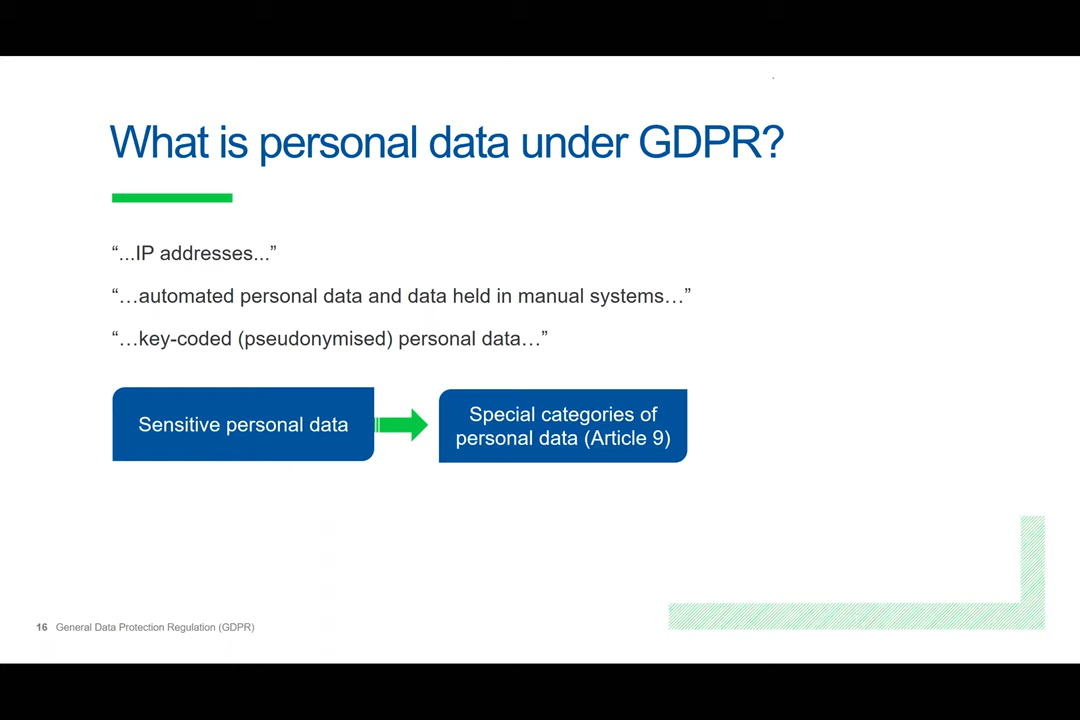 What is personal data under GDPR?
“...IP addresses...”
“…automated personal data and data held in manual systems…”
“…key-coded (pseudonymised) personal data…”
Sensitive personal data
Special categories of
personal data (Article 9)
16 General Data Protection Regulation (GDPR)